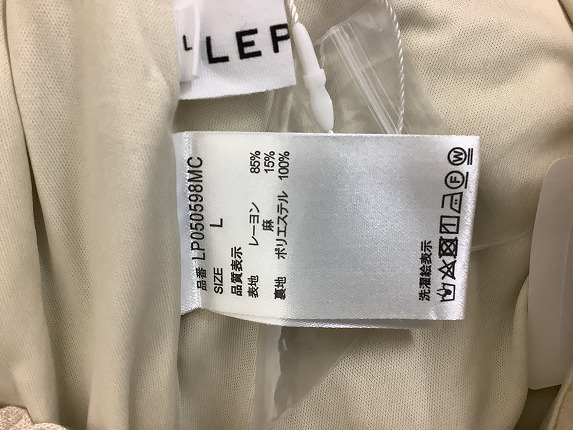 LEP
品番 LP050598MC
SIZE L
品質表示
表地 レーヨン 85%
麻 15%
裏地 ポリエステル 100%
洗濯絵表示